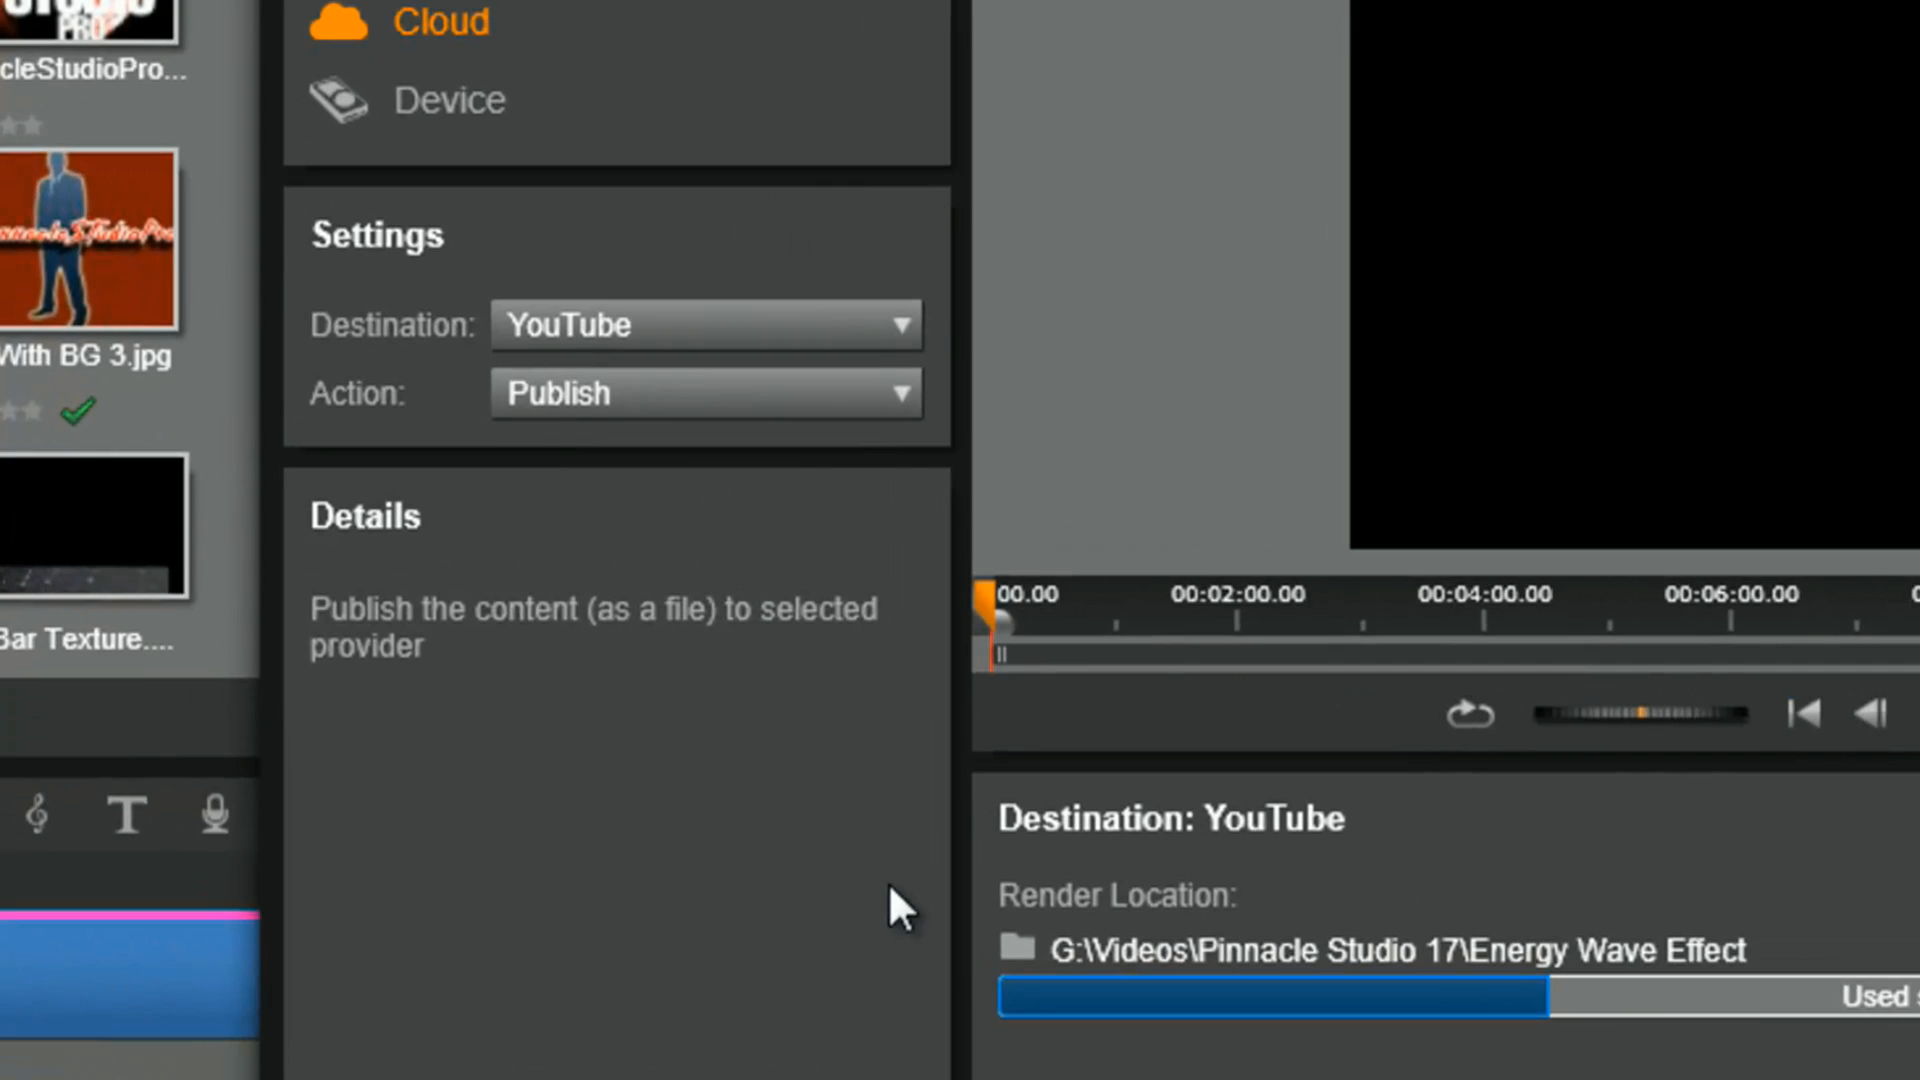 PRO
cleStudioPro...
With BG 3.jpg
Bar Texture....
Cloud
Device
Settings
Destination: YouTube
Action: Publish
Details
Publish the content (as a file) to selected
provider
00.00 00:02:00.00 00:04:00.00 00:06:00.00
Destination: YouTube
Render Location:
G:\Videos\Pinnacle Studio 17\Energy Wave Effect
Used